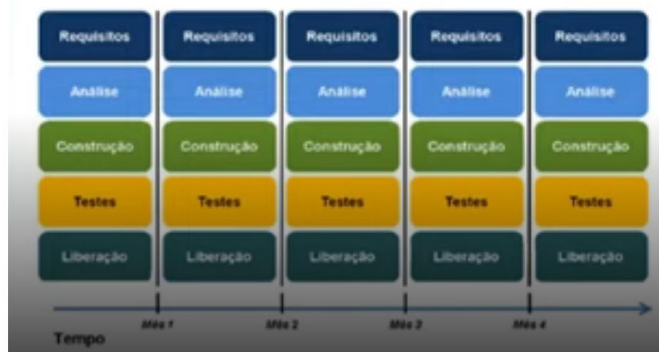 Requisitos Requisitos Requisitos Requisitos Requisitos
Análise Análise Análise Análise Análise
Construção Construção Construção Construção Construção
Testes Testes Testes Testes Testes
Liberação Liberação Liberação Liberação Liberação
Mês 1 Mês 2 Mês 3 Mês 4
Tempo